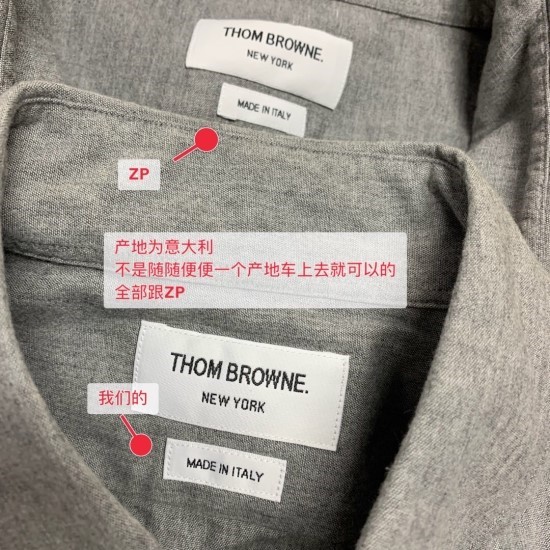 THOM BROWNE.
NEW YORK
MADE IN ITALY
ZP
产地为意大利
不是随随便便一个产地车上去就可以的
全部跟ZP
THOM BROWNE.
NEW YORK
我们的
MADE IN ITALY